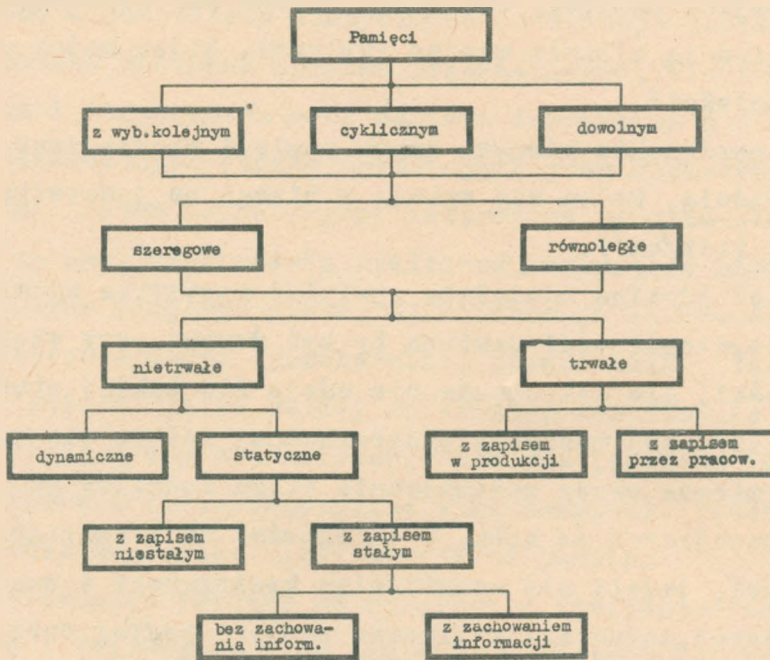 Pamięci
z wyb.kolejnym
cyklicznym
dowolnym
szeregowe
równoległe
nietrwałe
trwałe
dynamiczne
statyczne
z zapisem
w produkcji
z zapisem
przez pracow.
z zapisem
niestałym
z zapisem
stałym
bez zachowa-
nia inform.
z zachowaniem
informacji